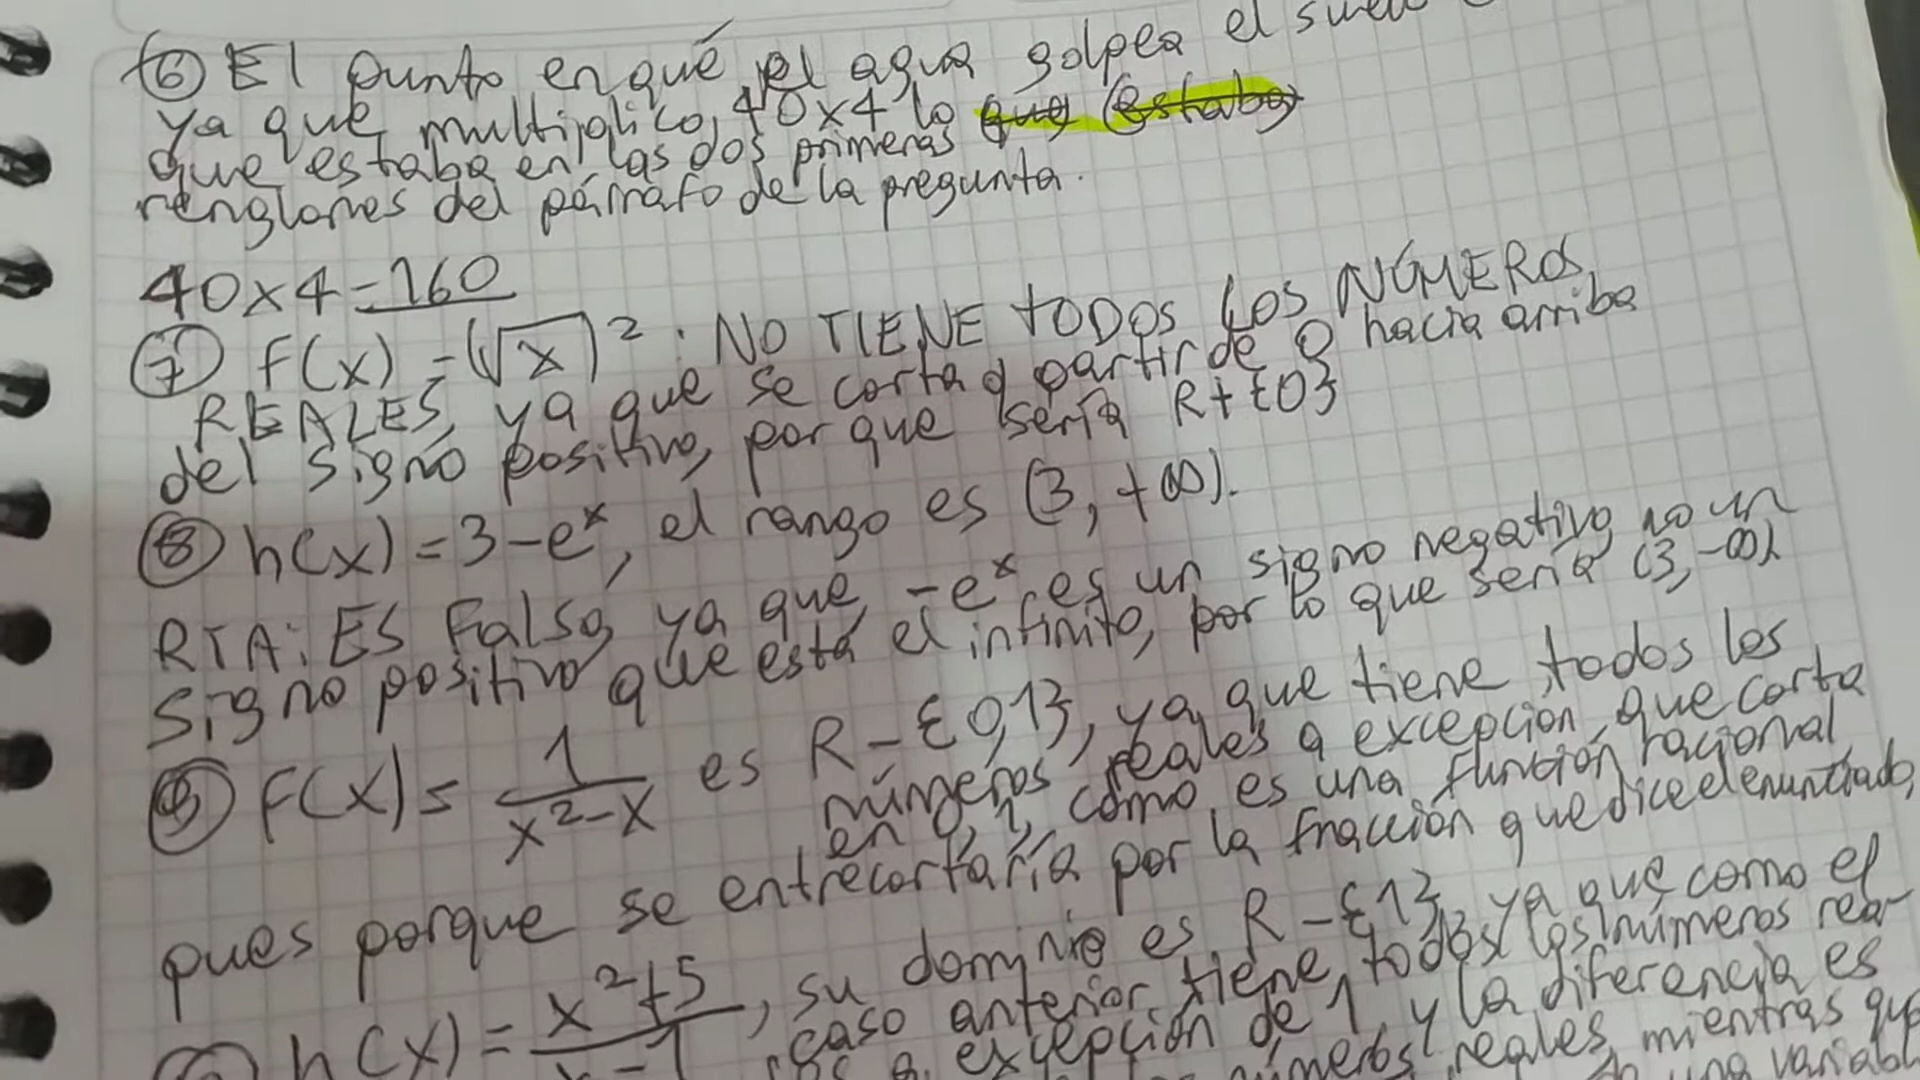 ⑥ El punto en qué el agua golpea el suelo
ya que multiplico, 40x4 lo que estaba
que estaba en las dos primeras
renglones del párrafo de la pregunta.
40x4=160
⑦ f(x) = (√x)². NO TIENE TODOS LOS NÚMEROS
REALES, ya que se corta a partir de 0 hacia arriba
del signo positivo, por que sería R+{0}
⑧ h(x) = 3-eˣ, el rango es (3, +∞).
RTA: ES Falso, ya que -eˣ es un signo negativo no un
signo positivo que está el infinito, por lo que sería (3, -∞).
⑨ f(x) = 1/x²-x es R-{0,1}, ya que tiene todos los
números reales a excepción que corta
en 0, 1, como es una función racional,
pues porque se entrecortaría por la fracción que dice el enunciado,
h(x) = x²+5/x-1, su dominio es R-{1}, ya que como el
caso anterior tiene todos los números rea-
a excepción de 1, y la diferencia es
números reales, mientras que
una variabl